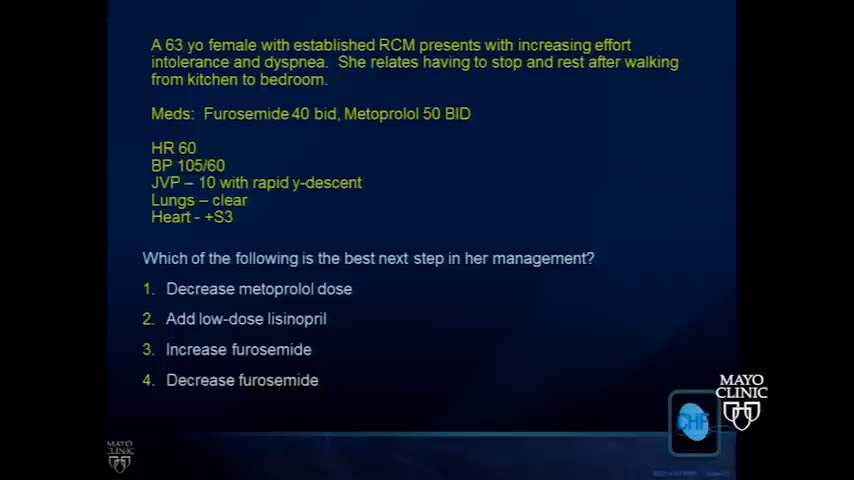 A 63 yo female with established RCM presents with increasing effort
intolerance and dyspnea. She relates having to stop and rest after walking
from kitchen to bedroom.
Meds: Furosemide 40 bid, Metoprolol 50 BID
HR 60
BP 105/60
JVP – 10 with rapid y-descent
Lungs – clear
Heart - +S3
Which of the following is the best next step in her management?
1. Decrease metoprolol dose
2. Add low-dose lisinopril
3. Increase furosemide
4. Decrease furosemide
MAYO
CLINIC
CHF
MAYO
CLINIC